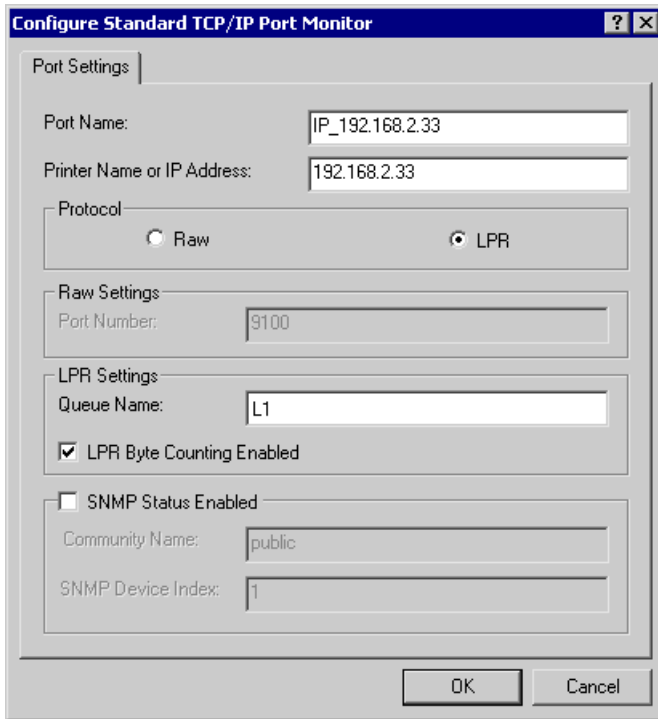 Configure Standard TCP/IP Port Monitor
Port Settings
Port Name: IP_192.168.2.33
Printer Name or IP Address: 192.168.2.33
Protocol
Raw LPR
Raw Settings
Port Number: 9100
LPR Settings
Queue Name: L1
LPR Byte Counting Enabled
SNMP Status Enabled
Community Name: public
SNMP Device Index: 1
OK Cancel